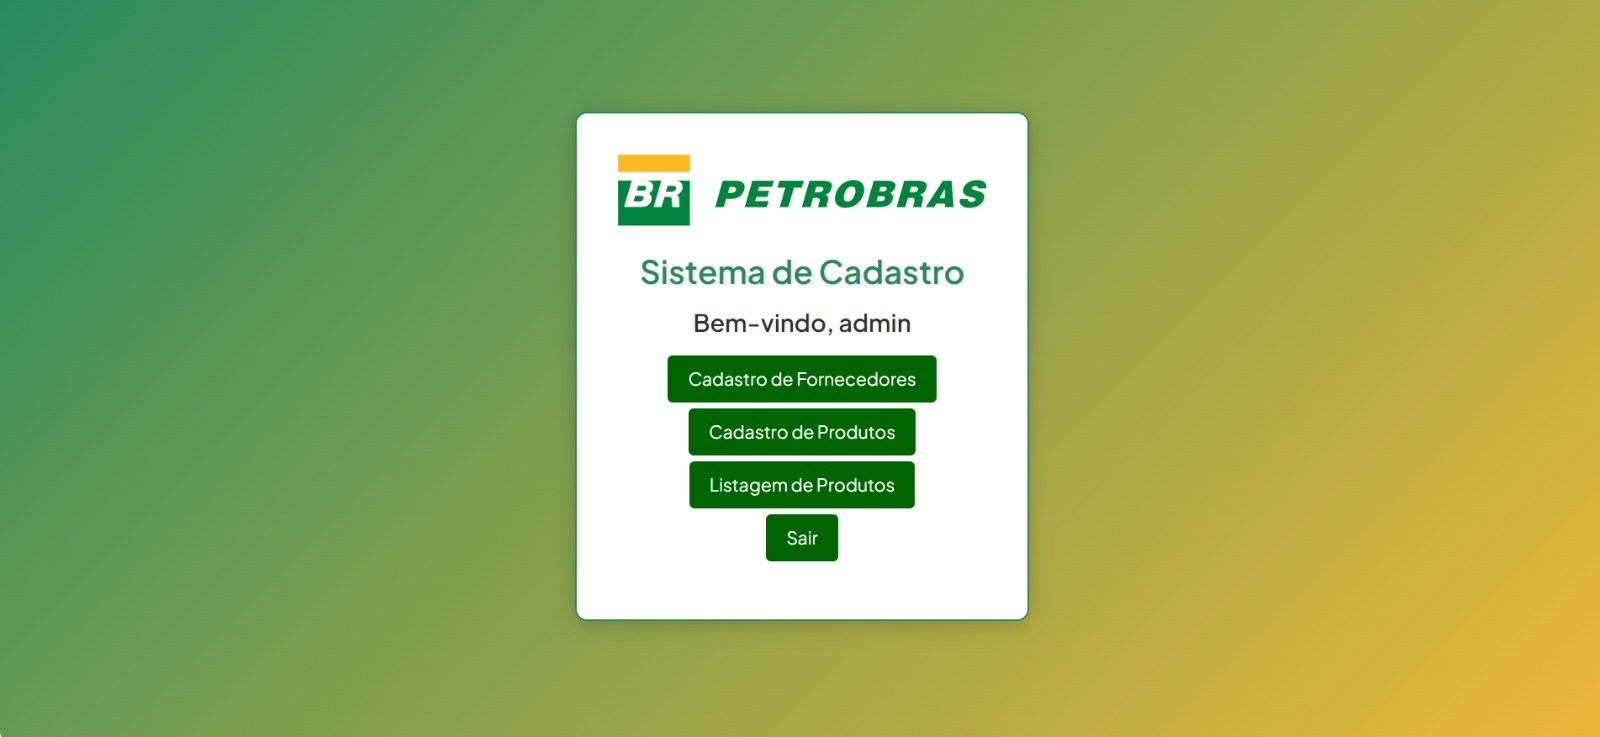 BR PETROBRAS
Sistema de Cadastro
Bem-vindo, admin
Cadastro de Fornecedores
Cadastro de Produtos
Listagem de Produtos
Sair